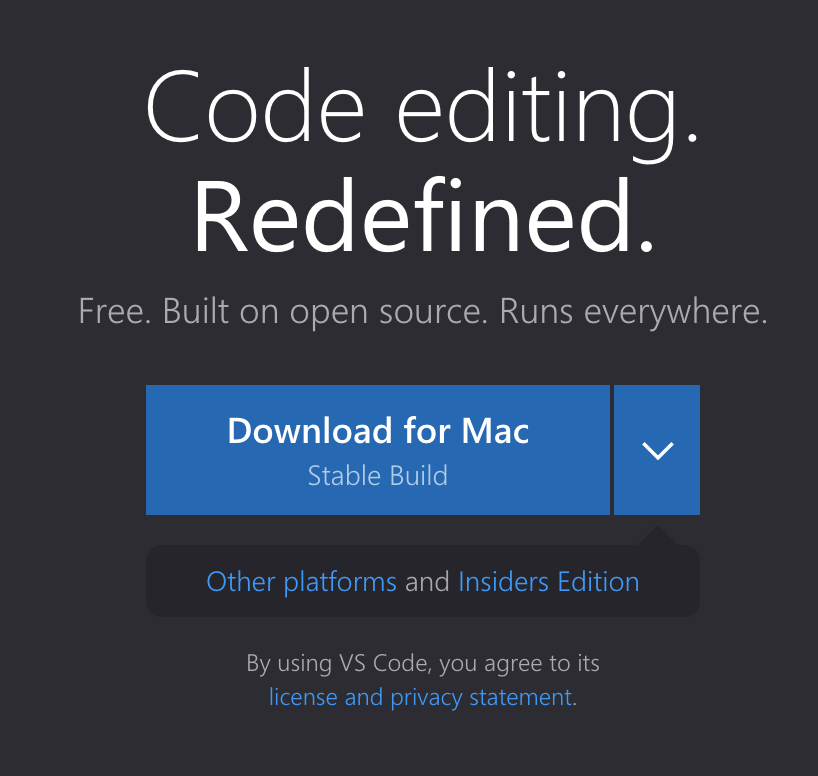 Code editing.
Redefined.
Free. Built on open source. Runs everywhere.
Download for Mac
Stable Build
Other platforms and Insiders Edition
By using VS Code, you agree to its
license and privacy statement.